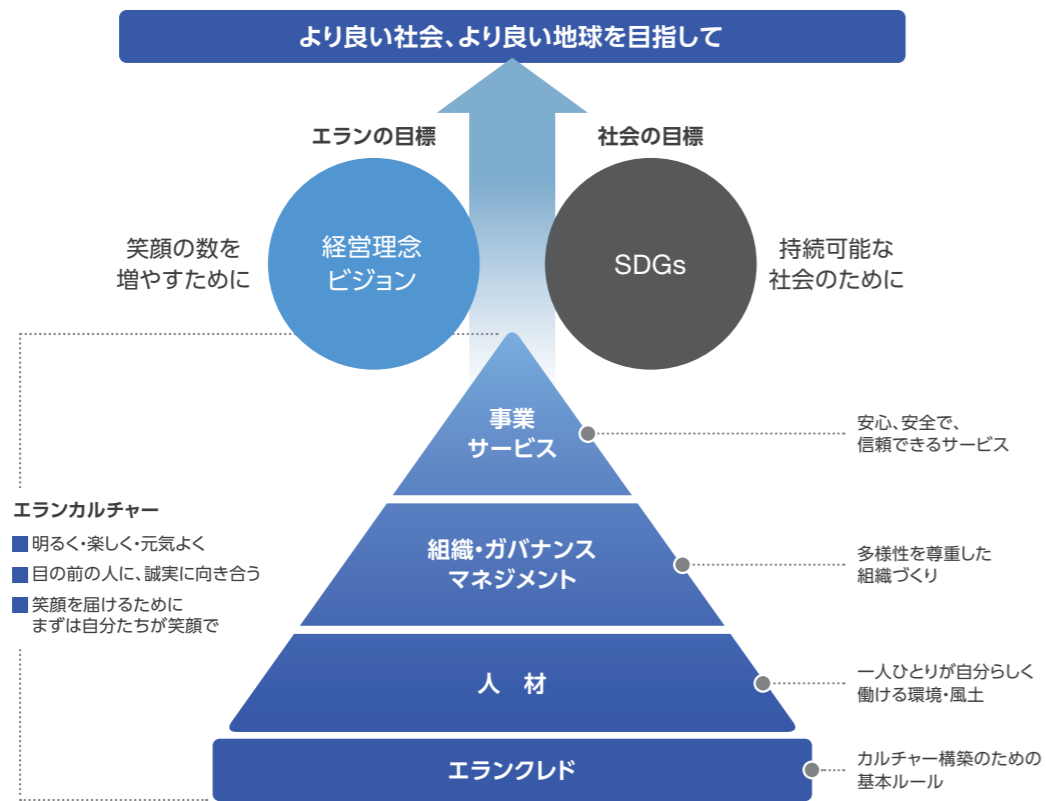 より良い社会、より良い地球を目指して
エランの目標
社会の目標
笑顔の数を
増やすために
経営理念
ビジョン
SDGs
持続可能な
社会のために
事業
サービス
安心、安全で、
信頼できるサービス
エランカルチャー
明るく・楽しく・元気よく
目の前の人に、誠実に向き合う
笑顔を届けるために
まずは自分たちが笑顔で
組織・ガバナンス
マネジメント
多様性を尊重した
組織づくり
人　材
一人ひとりが自分らしく
働ける環境・風土
エランクレド
カルチャー構築のための
基本ルール